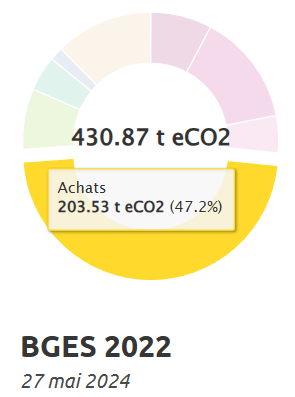 430.87 t eCO2
Achats
203.53 t eCO2 (47.2%)
BGES 2022
27 mai 2024